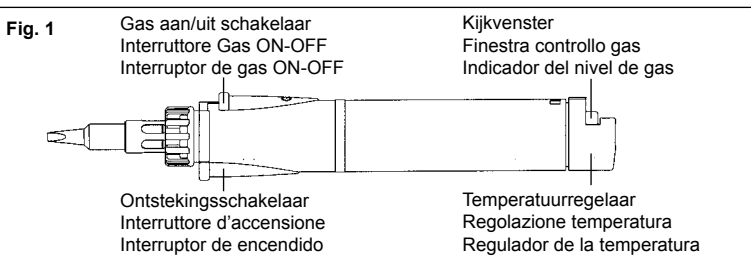 Fig. 1
Gas aan/uit schakelaar
Interruttore Gas ON-OFF
Interruptor de gas ON-OFF
Kijkvenster
Finestra controllo gas
Indicador del nivel de gas
Ontstekingsschakelaar
Interruttore d'accensione
Interruptor de encendido
Temperatuurregelaar
Regolazione temperatura
Regulador de la temperatura